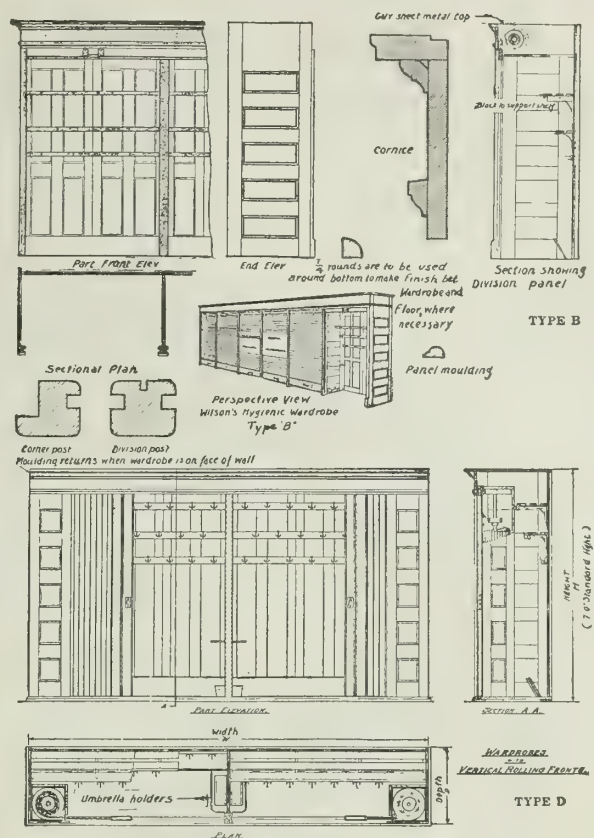 Galv sheet metal top
Block to support shelf
Cornice
Part Front Elev
End Elev
Section showing
Division panel
TYPE B
3/4 rounds are to be used
around bottom to make Finish bet
Wardrobe and
Floor, where
necessary
Panel moulding
Sectional Plan
Perspective View
Wilson's Hygienic Wardrobe
Type "B"
Corner post
Division post
Moulding returns when wardrobe is on face of wall
HEIGHT
H
(7'0" Standard Hght)
A
PART ELEVATION.
SECTION A.A.
Width
W
Umbrella holders
Depth
D
PLAN
WARDROBES
WITH
VERTICAL ROLLING FRONTS
TYPE D